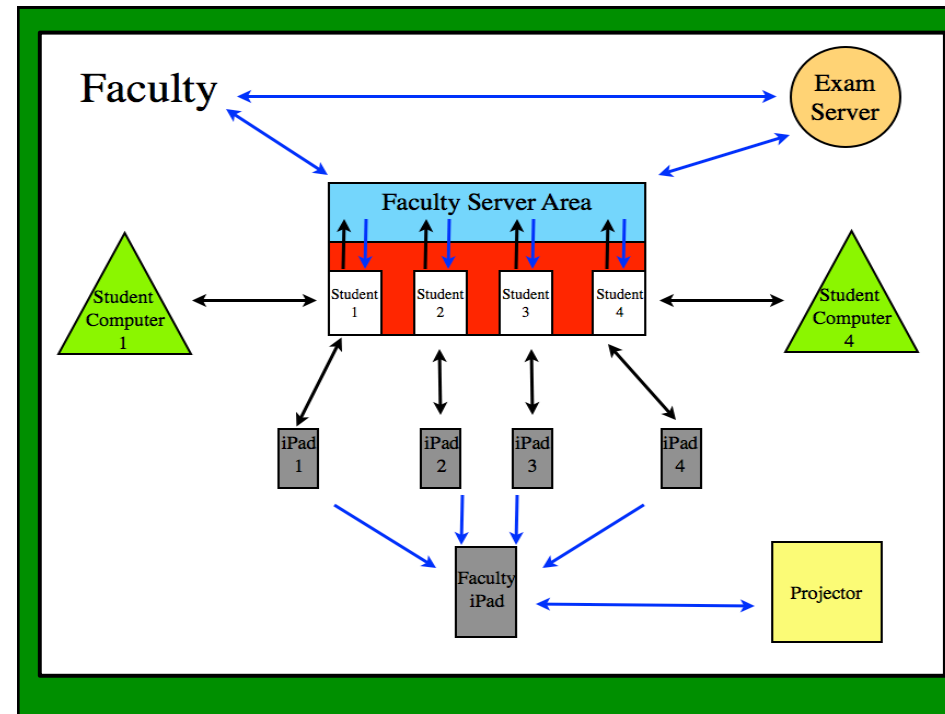 Faculty
Exam
Server
Faculty Server Area
Student
Computer
1
Student
1
Student
2
Student
3
Student
4
Student
Computer
4
iPad
1
iPad
2
iPad
3
iPad
4
Faculty
iPad
Projector